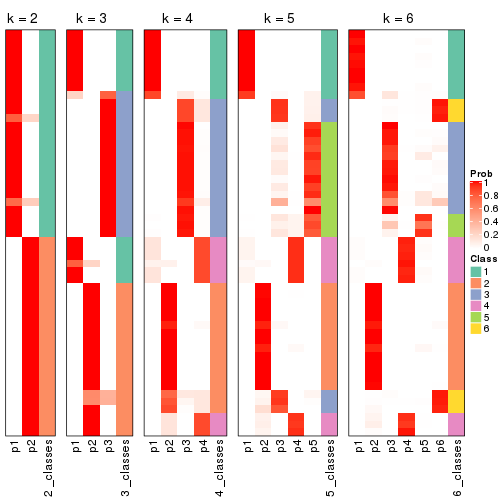 k = 2
k = 3
k = 4
k = 5
k = 6
Prob
1
0.8
0.6
0.4
0.2
0
Class
1
2
3
4
5
6
p1
p2
2_classes
p1
p2
p3
3_classes
p1
p2
p3
p4
4_classes
p1
p2
p3
p4
p5
5_classes
p1
p2
p3
p4
p5
p6
6_classes